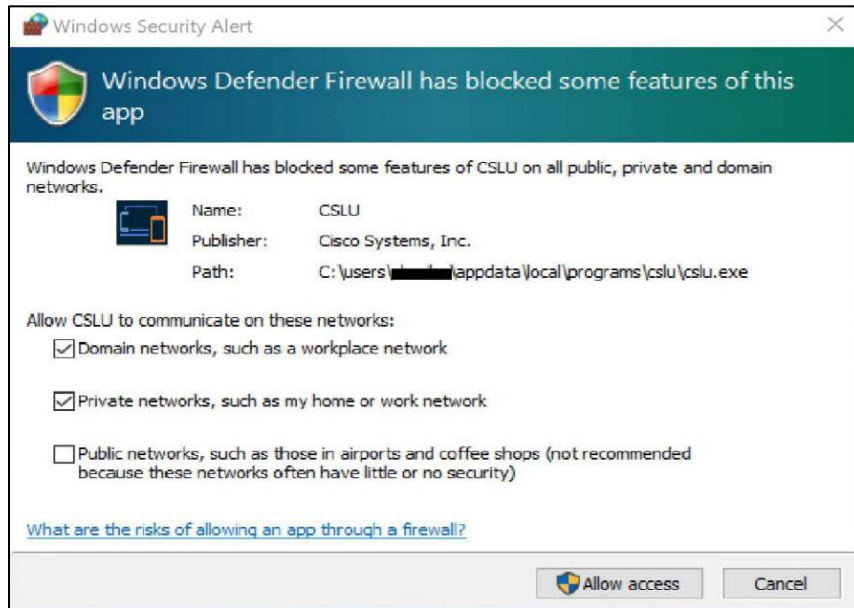 Windows Security Alert
Windows Defender Firewall has blocked some features of this
app
Windows Defender Firewall has blocked some features of CSLU on all public, private and domain
networks.
Name: CSLU
Publisher: Cisco Systems, Inc.
Path: C:\users\ \appdata\local\programs\cslu\cslu.exe
Allow CSLU to communicate on these networks:
Domain networks, such as a workplace network
Private networks, such as my home or work network
Public networks, such as those in airports and coffee shops (not recommended
because these networks often have little or no security)
What are the risks of allowing an app through a firewall?
Allow access Cancel